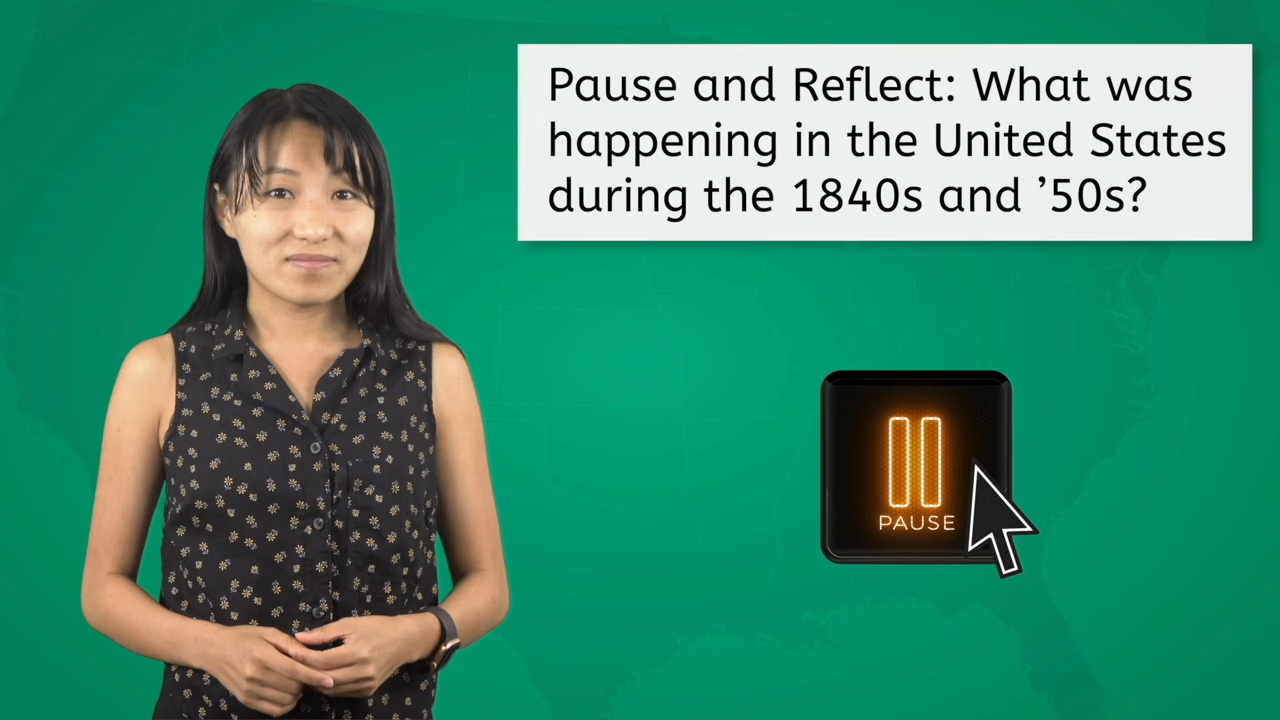 Pause and Reflect: What was
happening in the United States
during the 1840s and ’50s?
PAUSE